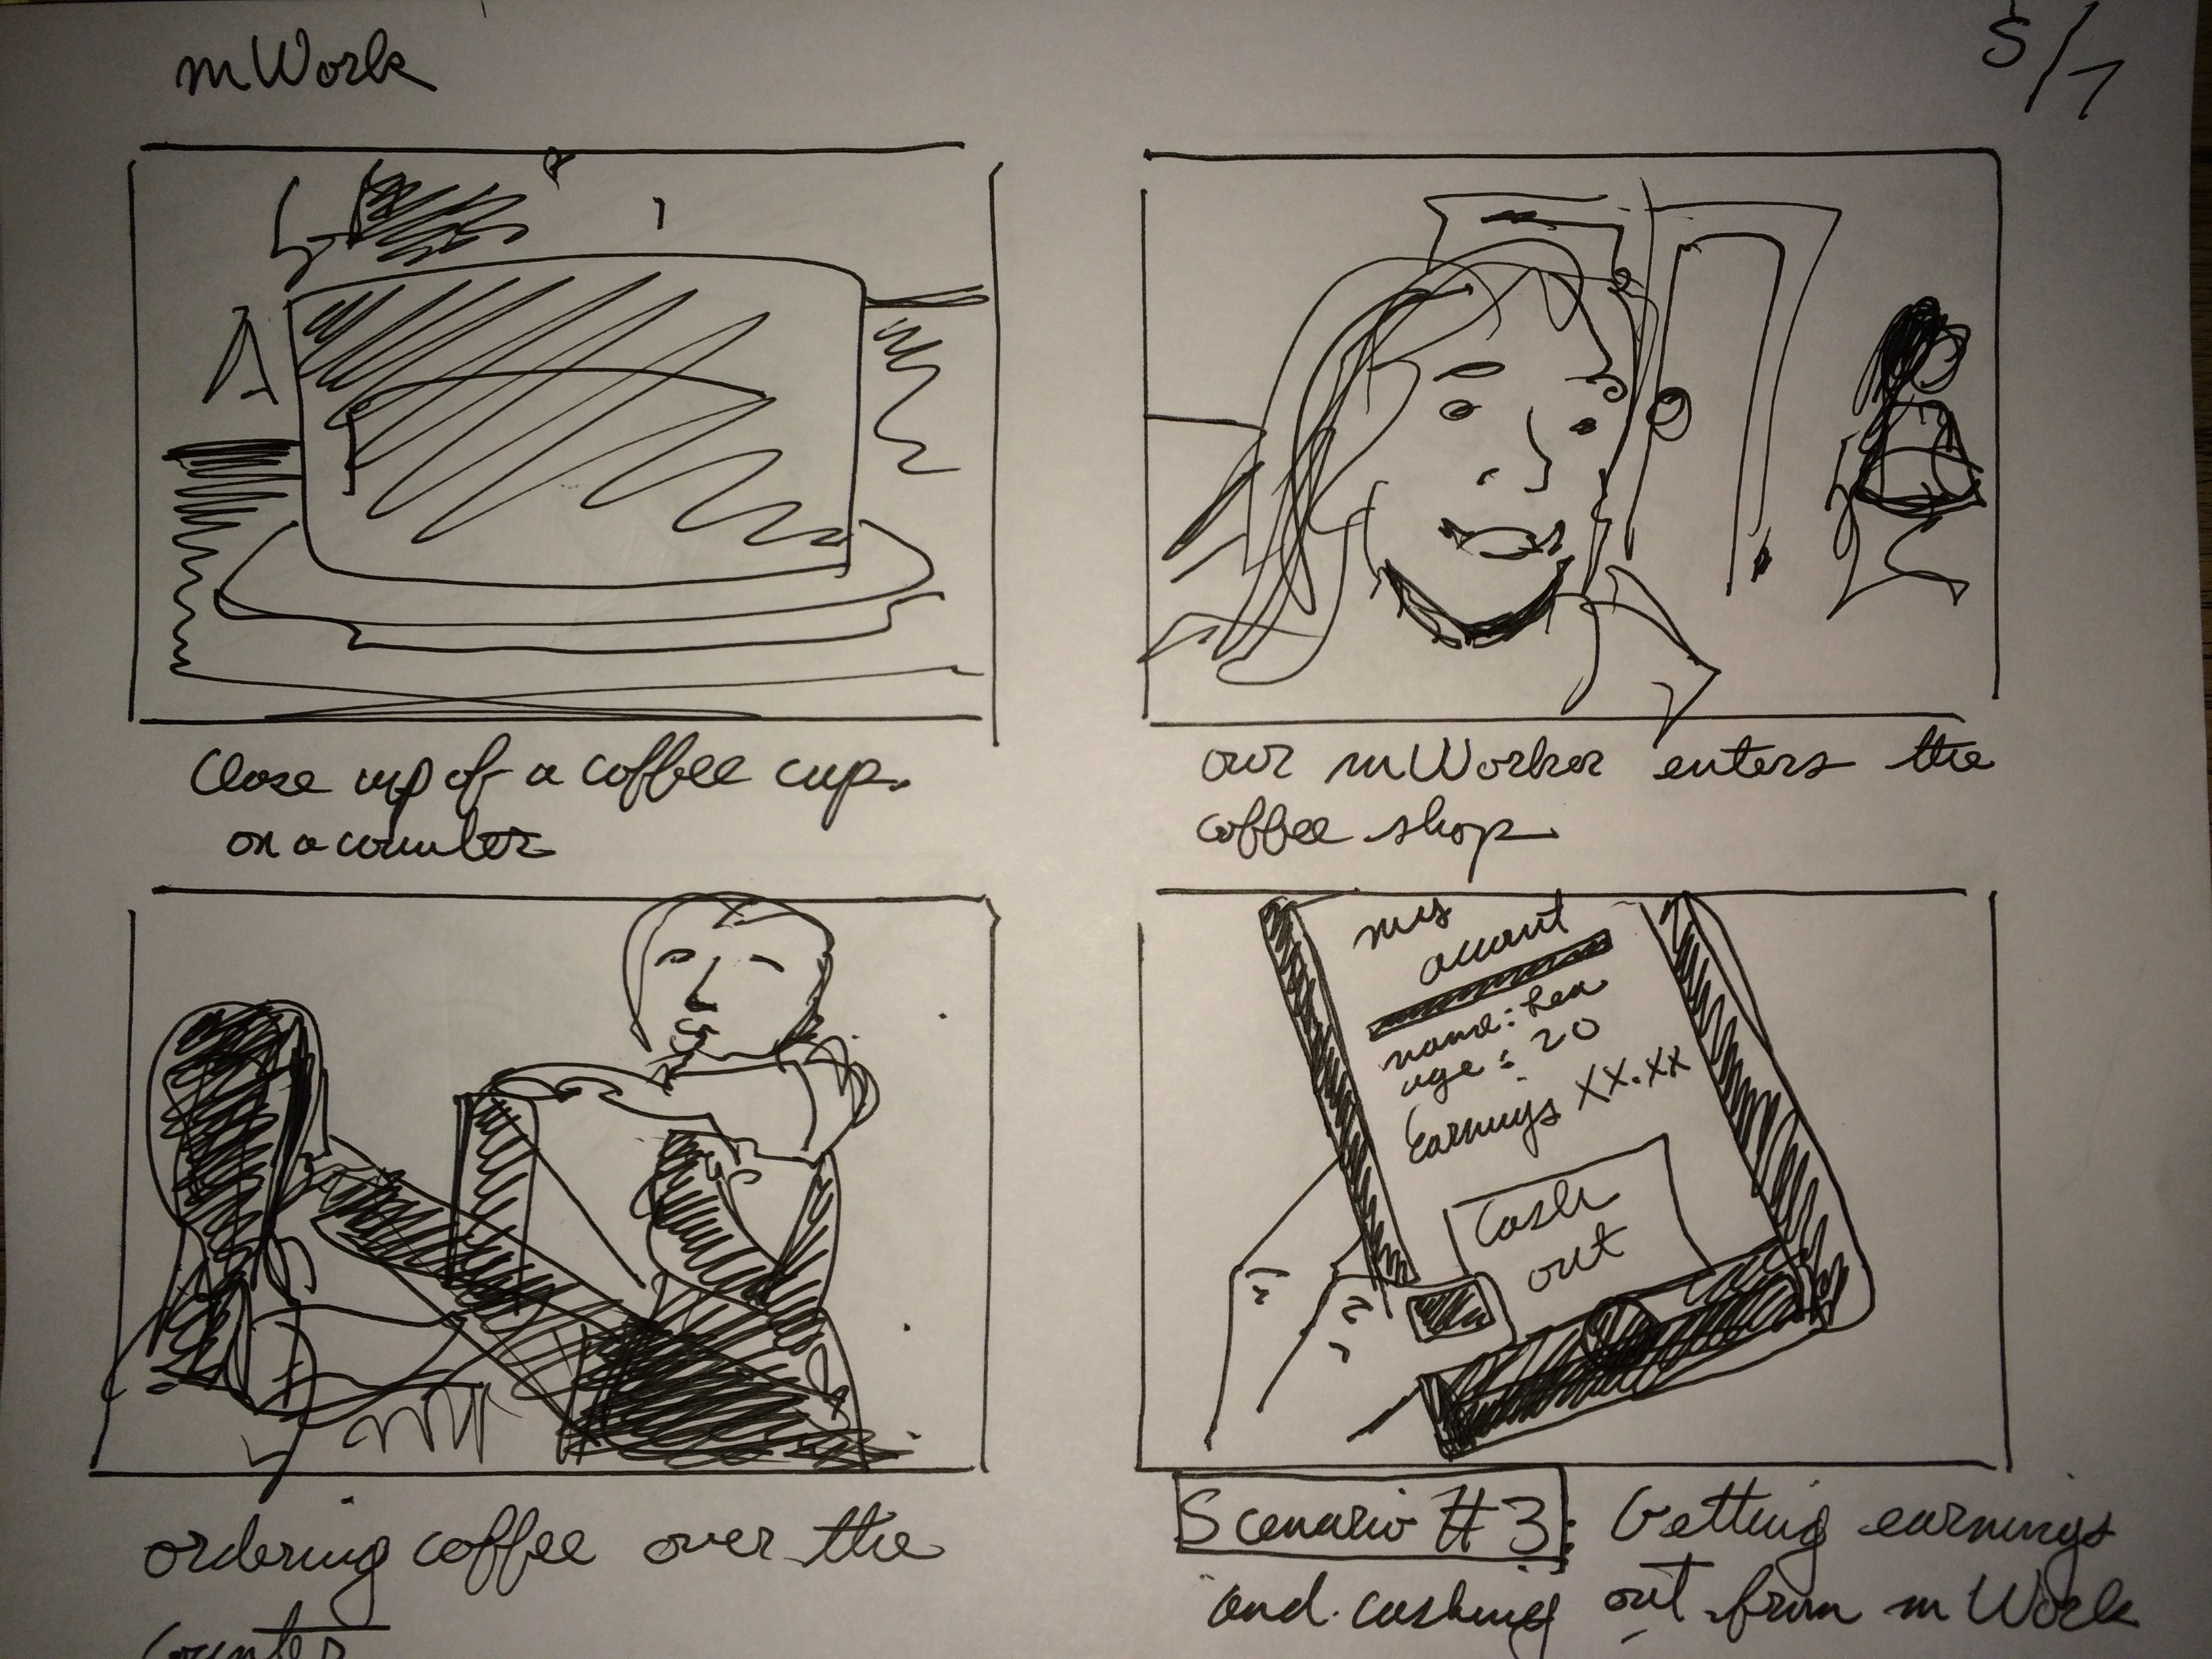 mWork
5/7
Close up of a coffee cup.
on a counter
our mWorker enters the
coffee shop
my
account
name: Lea
age: 20
Earnings XX.XX
Cash
out
ordering coffee over the
counter
Scenario #3: Getting earnings
and cashing out from mWork